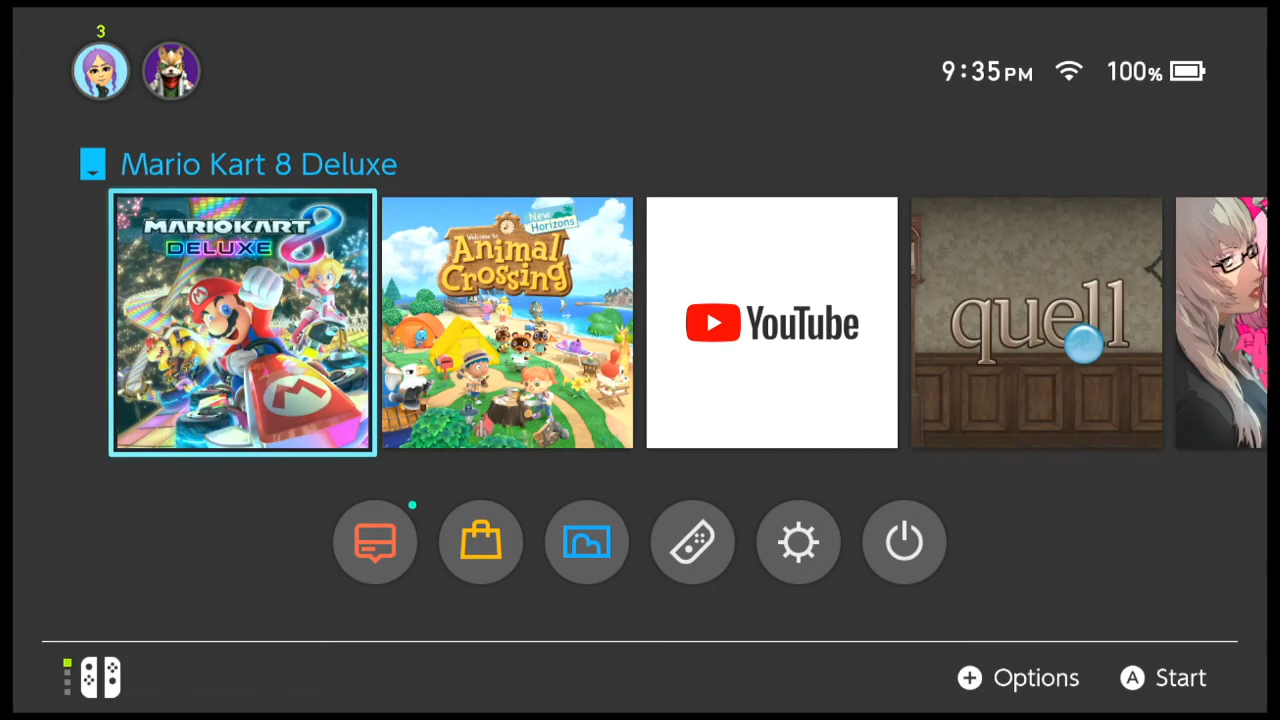 3
9:35PM
100%
Mario Kart 8 Deluxe
MARIOKART 8
DELUXE
New
Horizons
Welcome to
Animal
Crossing
YouTube
quell
Options
A
Start